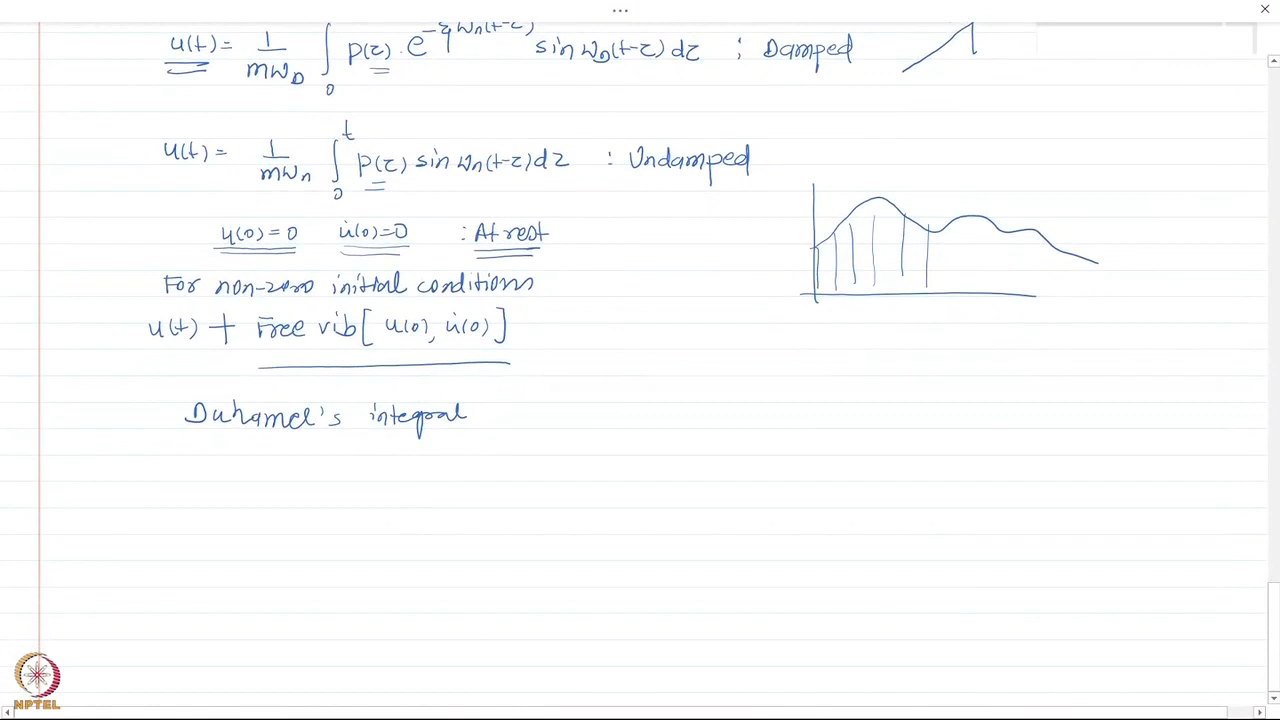 u(t) = 1/(mω_D) ∫_0 p(τ) · e^{-ξω_n(t-τ)} sin ω_D(t-τ) dτ ; Damped
u(t) = 1/(mω_n) ∫_0^t p(τ) sin ω_n(t-τ) dτ : Undamped
u(0) = 0 u̇(0) = 0 : At rest
For non-zero initial conditions
u(t) + Free vib [ u(0), u̇(0) ]
Duhamel's integral
NPTEL